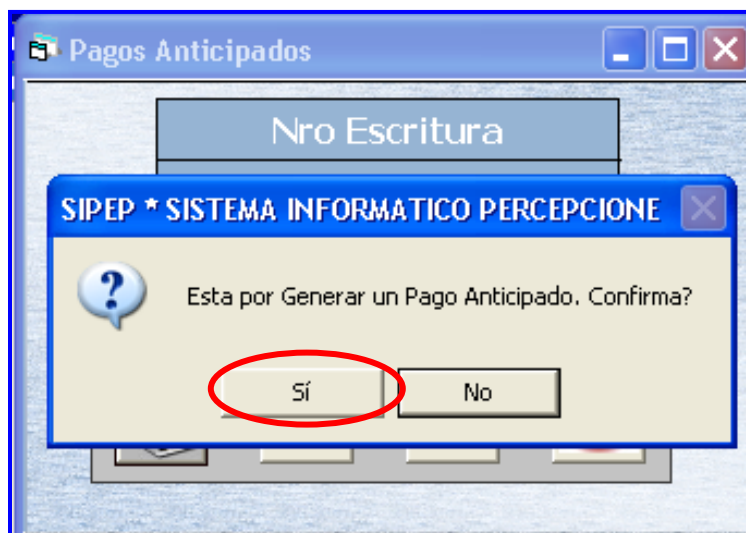 Pagos Anticipados
Nro Escritura
SIPEP * SISTEMA INFORMATICO PERCEPCIONE
Esta por Generar un Pago Anticipado. Confirma?
Sí
No